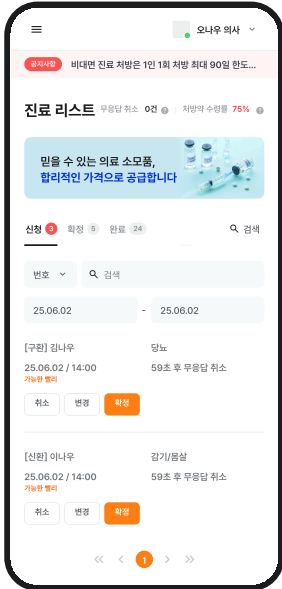 오나우 의사
공지사항 비대면 진료 처방은 1인 1회 처방 최대 90일 한도...
진료 리스트 무응답 취소 0건 ? 처방약 수령률 75% ?
믿을 수 있는 의료 소모품,
합리적인 가격으로 공급합니다
신청 3 확정 5 완료 24 검색
번호 검색
25.06.02 - 25.06.02
[구환] 김나우 당뇨
25.06.02 / 14:00 59초 후 무응답 취소
가능한 빨리
취소 변경 확정
[신환] 이나우 감기/몸살
25.06.02 / 14:00 59초 후 무응답 취소
가능한 빨리
취소 변경 확정
1